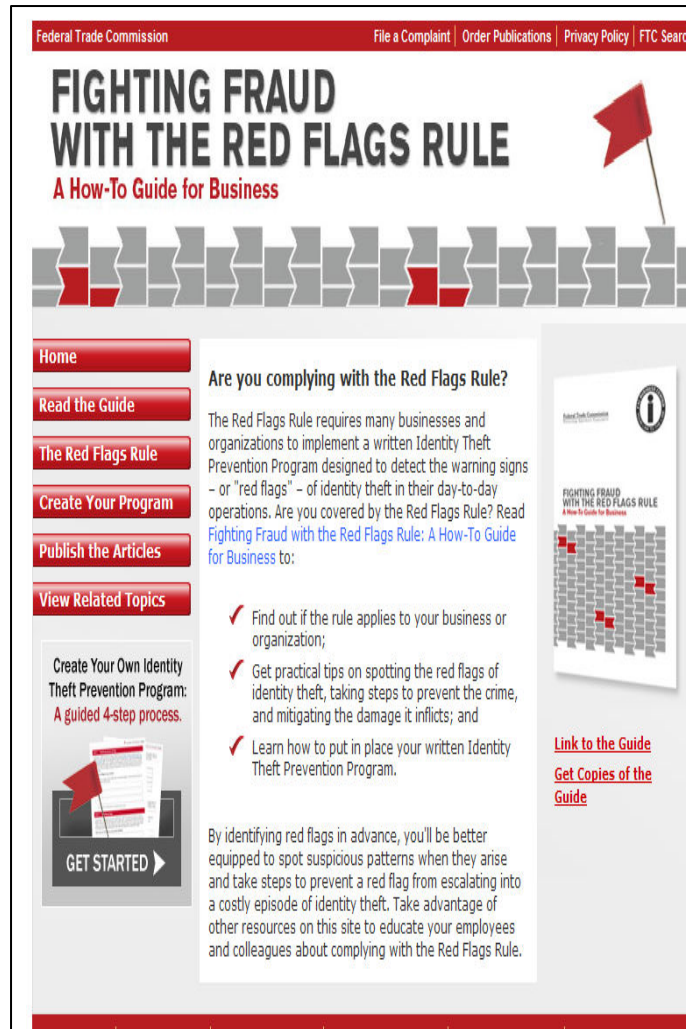 Federal Trade Commission
File a Complaint | Order Publications | Privacy Policy | FTC Searc
FIGHTING FRAUD
WITH THE RED FLAGS RULE
A How-To Guide for Business
Home
Read the Guide
The Red Flags Rule
Create Your Program
Publish the Articles
View Related Topics
Create Your Own Identity
Theft Prevention Program:
A guided 4-step process.
GET STARTED
Are you complying with the Red Flags Rule?
The Red Flags Rule requires many businesses and
organizations to implement a written Identity Theft
Prevention Program designed to detect the warning signs
– or "red flags" – of identity theft in their day-to-day
operations. Are you covered by the Red Flags Rule? Read
Fighting Fraud with the Red Flags Rule: A How-To Guide
for Business to:
Find out if the rule applies to your business or
organization;
Get practical tips on spotting the red flags of
identity theft, taking steps to prevent the crime,
and mitigating the damage it inflicts; and
Learn how to put in place your written Identity
Theft Prevention Program.
By identifying red flags in advance, you'll be better
equipped to spot suspicious patterns when they arise
and take steps to prevent a red flag from escalating into
a costly episode of identity theft. Take advantage of
other resources on this site to educate your employees
and colleagues about complying with the Red Flags Rule.
Federal Trade Commission
FIGHTING FRAUD
WITH THE RED FLAGS RULE
A How-To Guide for Business
Link to the Guide
Get Copies of the
Guide